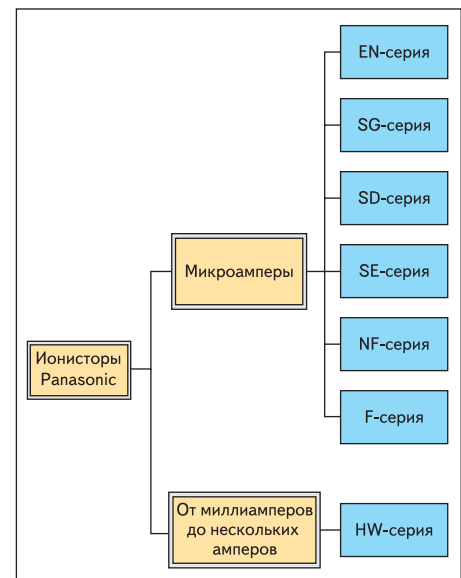 EN-серия
SG-серия
SD-серия
Микроамперы
SE-серия
NF-серия
Ионисторы
Panasonic
F-серия
От миллиамперов
до нескольких
амперов
HW-серия